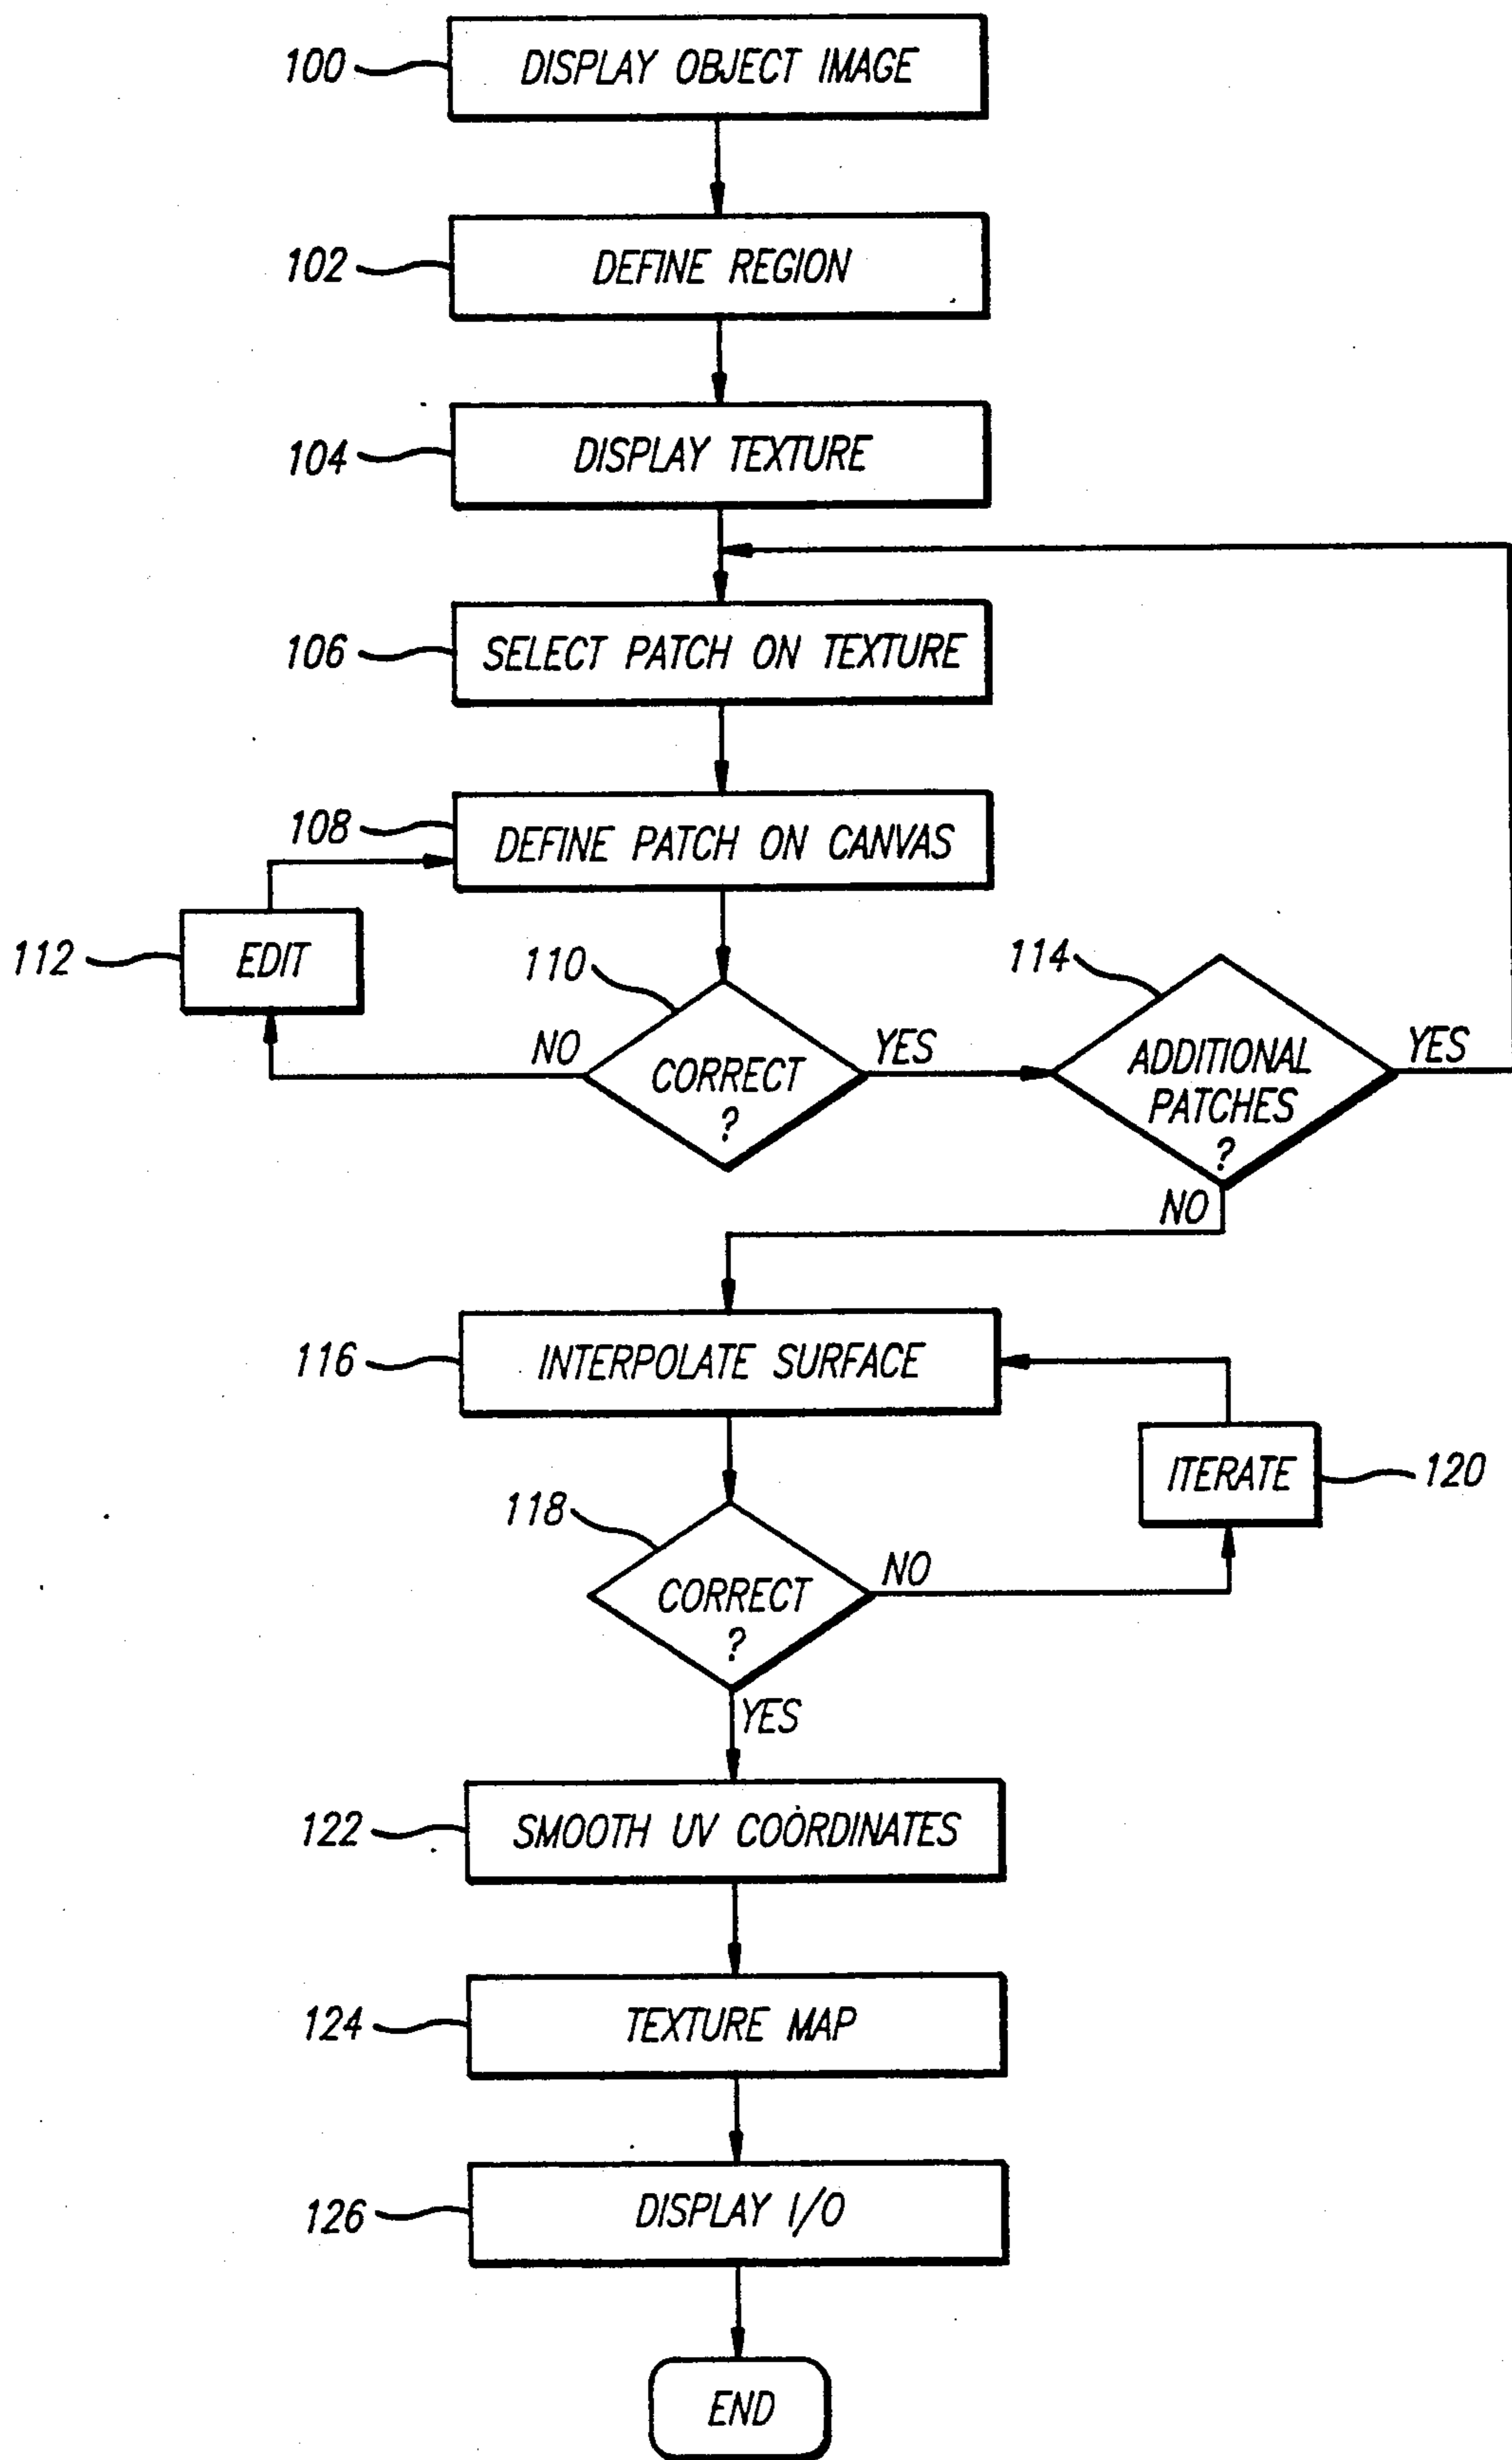 100
DISPLAY OBJECT IMAGE
102
DEFINE REGION
104
DISPLAY TEXTURE
106
SELECT PATCH ON TEXTURE
108
DEFINE PATCH ON CANVAS
112
EDIT
110
114
NO
CORRECT
?
YES
ADDITIONAL
PATCHES
?
YES
NO
116
INTERPOLATE SURFACE
ITERATE
120
118
CORRECT
?
NO
YES
122
SMOOTH UV COORDINATES
124
TEXTURE MAP
126
DISPLAY I/O
END